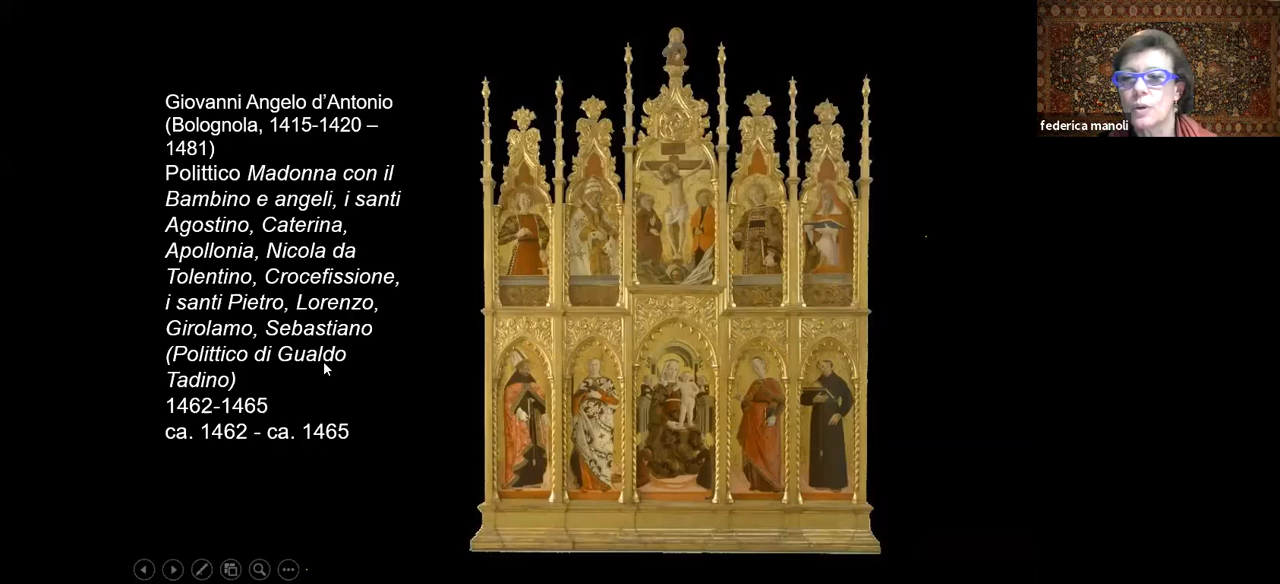 Giovanni Angelo d'Antonio
(Bolognola, 1415-1420 –
1481)
Polittico Madonna con il
Bambino e angeli, i santi
Agostino, Caterina,
Apollonia, Nicola da
Tolentino, Crocefissione,
i santi Pietro, Lorenzo,
Girolamo, Sebastiano
(Polittico di Gualdo
Tadino)
1462-1465
ca. 1462 - ca. 1465
federica manoli